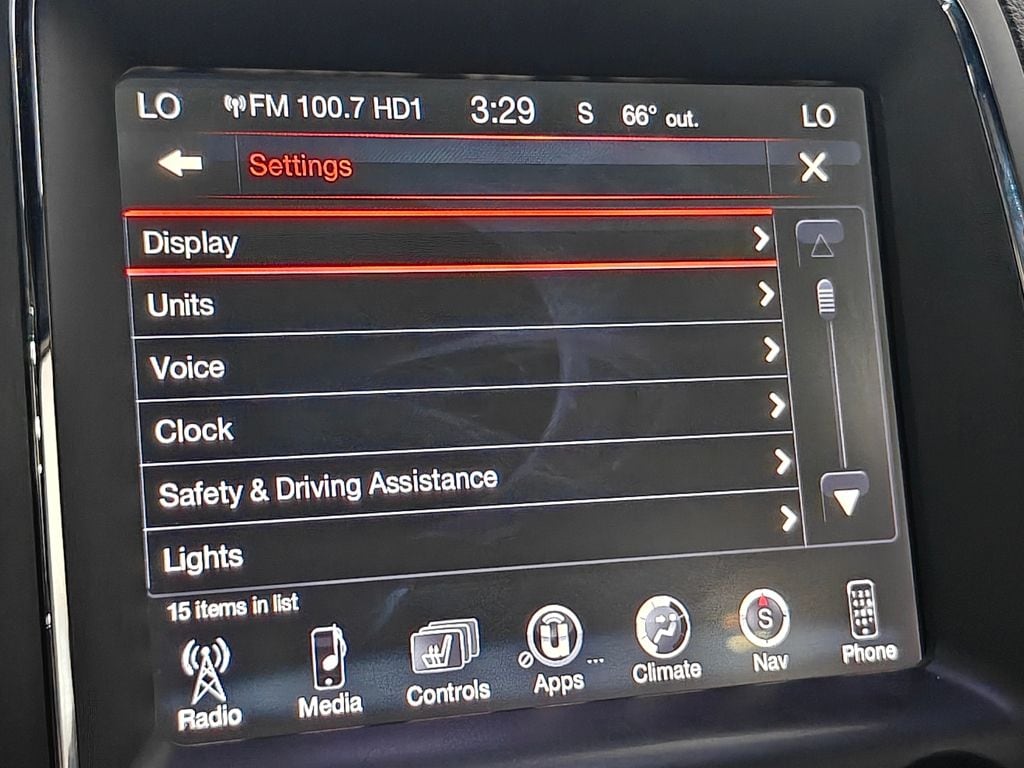 LO FM 100.7 HD1 3:29 S 66° out. LO
Settings
Display
Units
Voice
Clock
Safety & Driving Assistance
Lights
15 items in list
Radio Media Controls Apps Climate Nav Phone
u S